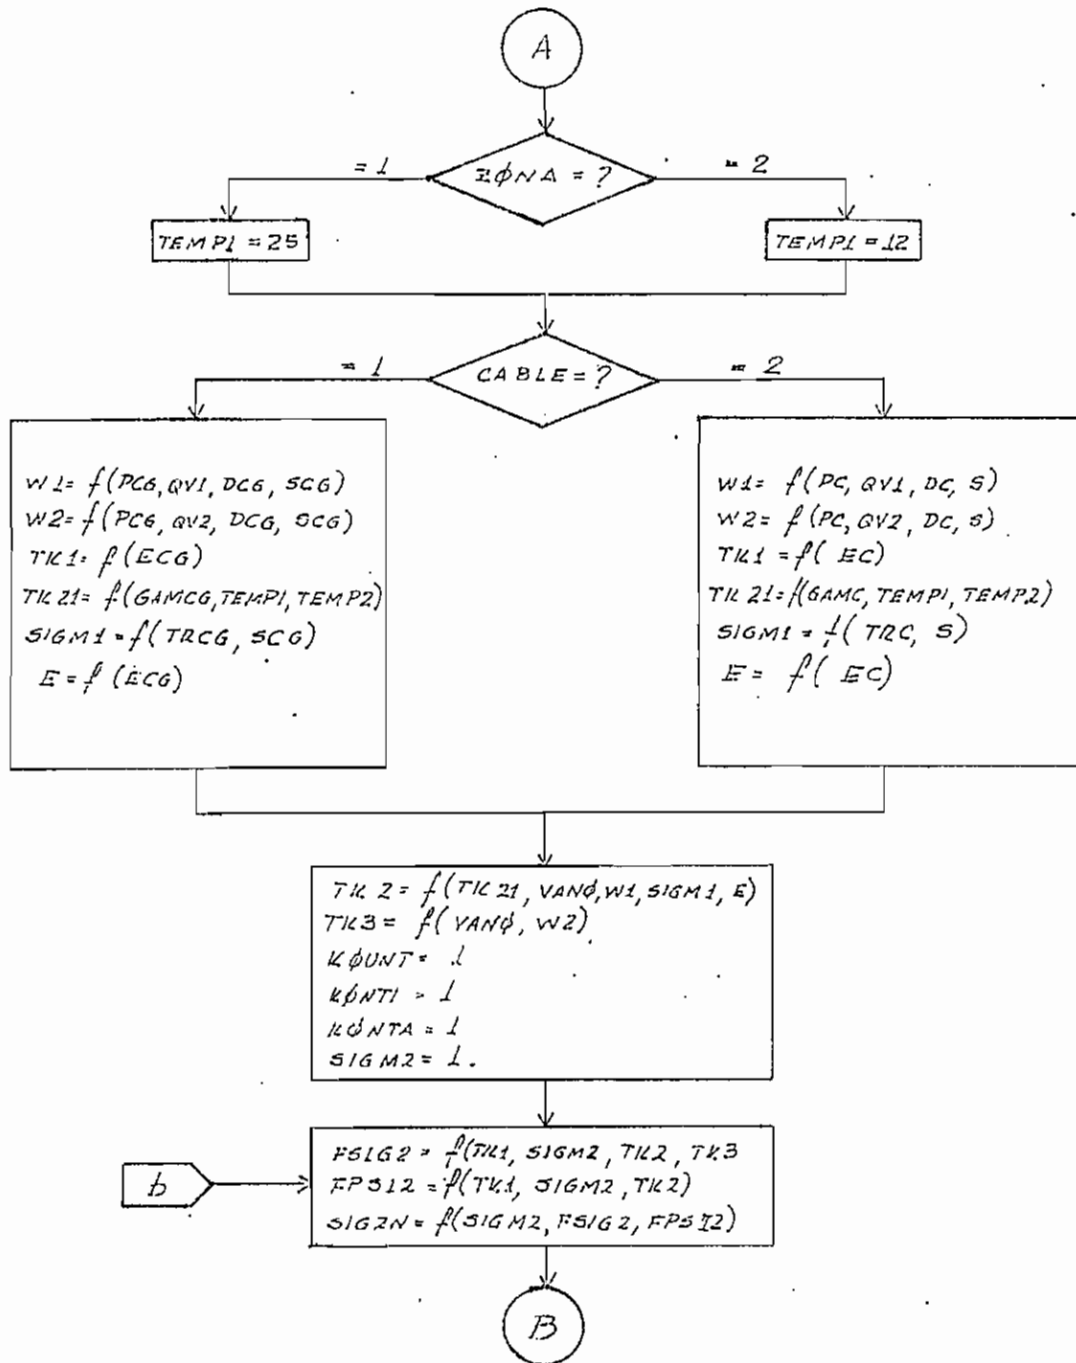 A
ZØNA = ?
= 1
= 2
TEMP1 = 25
TEMP1 = 12
CABLE = ?
= 1
= 2
W1= f(PCG, QV1, DCG, SCG)
W2= f(PCG, QV2, DCG, SCG)
TK1= f(ECG)
TK21= f(GAMCG, TEMP1, TEMP2)
SIGM1= f(TRCG, SCG)
E = f(ECG)
W1= f(PC, QV1, DC, S)
W2= f(PC, QV2, DC, S)
TK1 = f( EC)
TK21= f(GAMC, TEMP1, TEMP2)
SIGM1= f( TRC, S)
E = f( EC)
TK2 = f(TK21, VANØ, W1, SIGM1, E)
TK3 = f( VANØ, W2)
KØUNT = 1
KØNTI = 1
KØNTA = 1
SIGM2 = 1.
b
FSIG2 = f(TK1, SIGM2, TK2, TK3
FPSI2 = f(TK1, SIGM2, TK2)
SIG2N = f(SIGM2, FSIG2, FPSI2)
B